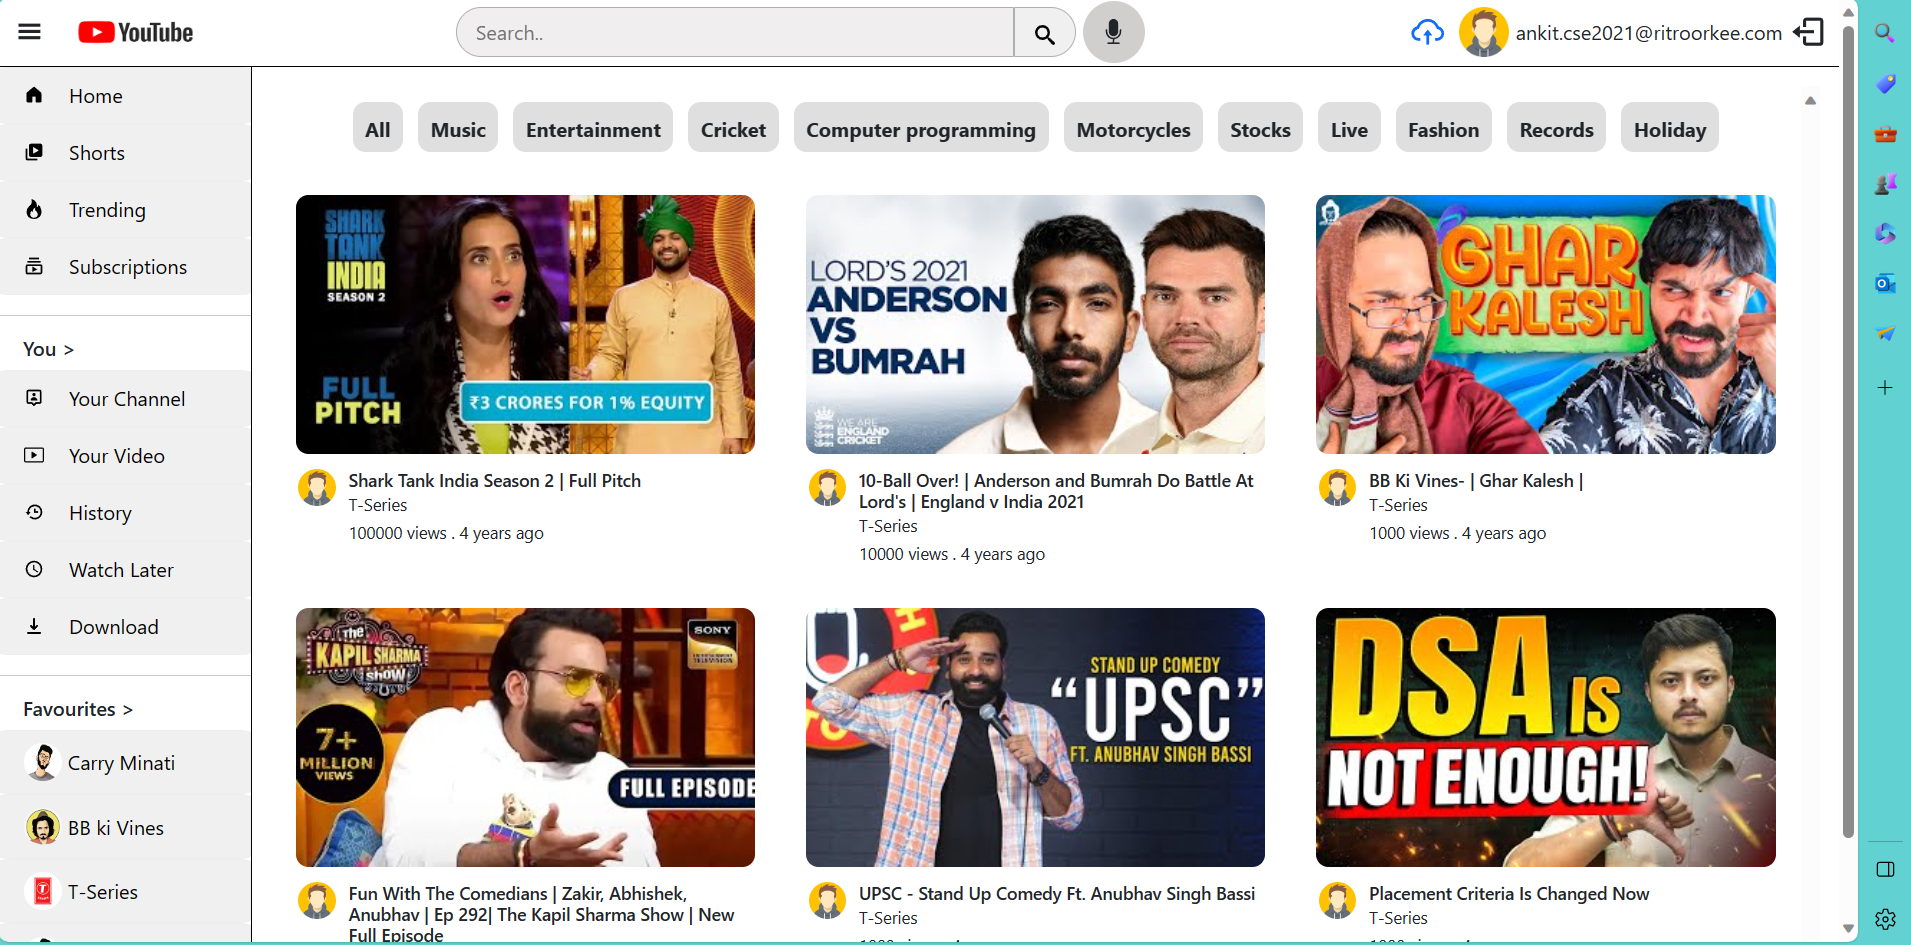 YouTube
Search..
ankit.cse2021@ritroorkee.com
Home
Shorts
Trending
Subscriptions
You >
Your Channel
Your Video
History
Watch Later
Download
Favourites >
Carry Minati
BB ki Vines
T-Series
All Music Entertainment Cricket Computer programming Motorcycles Stocks Live Fashion Records Holiday
SHARK
TANK
INDIA
SEASON 2
FULL
PITCH
₹3 CRORES FOR 1% EQUITY
Shark Tank India Season 2 | Full Pitch
T-Series
100000 views . 4 years ago
LORD'S 2021
ANDERSON
VS
BUMRAH
WE ARE
ENGLAND
CRICKET
10-Ball Over! | Anderson and Bumrah Do Battle At
Lord's | England v India 2021
T-Series
10000 views . 4 years ago
GHAR
KALESH
BB Ki Vines- | Ghar Kalesh |
T-Series
1000 views . 4 years ago
The
KAPIL SHARMA
SHOW
SONY
7+
MILLION
VIEWS
FULL EPISODE
Fun With The Comedians | Zakir, Abhishek,
Anubhav | Ep 292| The Kapil Sharma Show | New
Full Episode
STAND UP COMEDY
“UPSC”
FT. ANUBHAV SINGH BASSI
UPSC - Stand Up Comedy Ft. Anubhav Singh Bassi
T-Series
DSA IS
NOT ENOUGH!
Placement Criteria Is Changed Now
T-Series